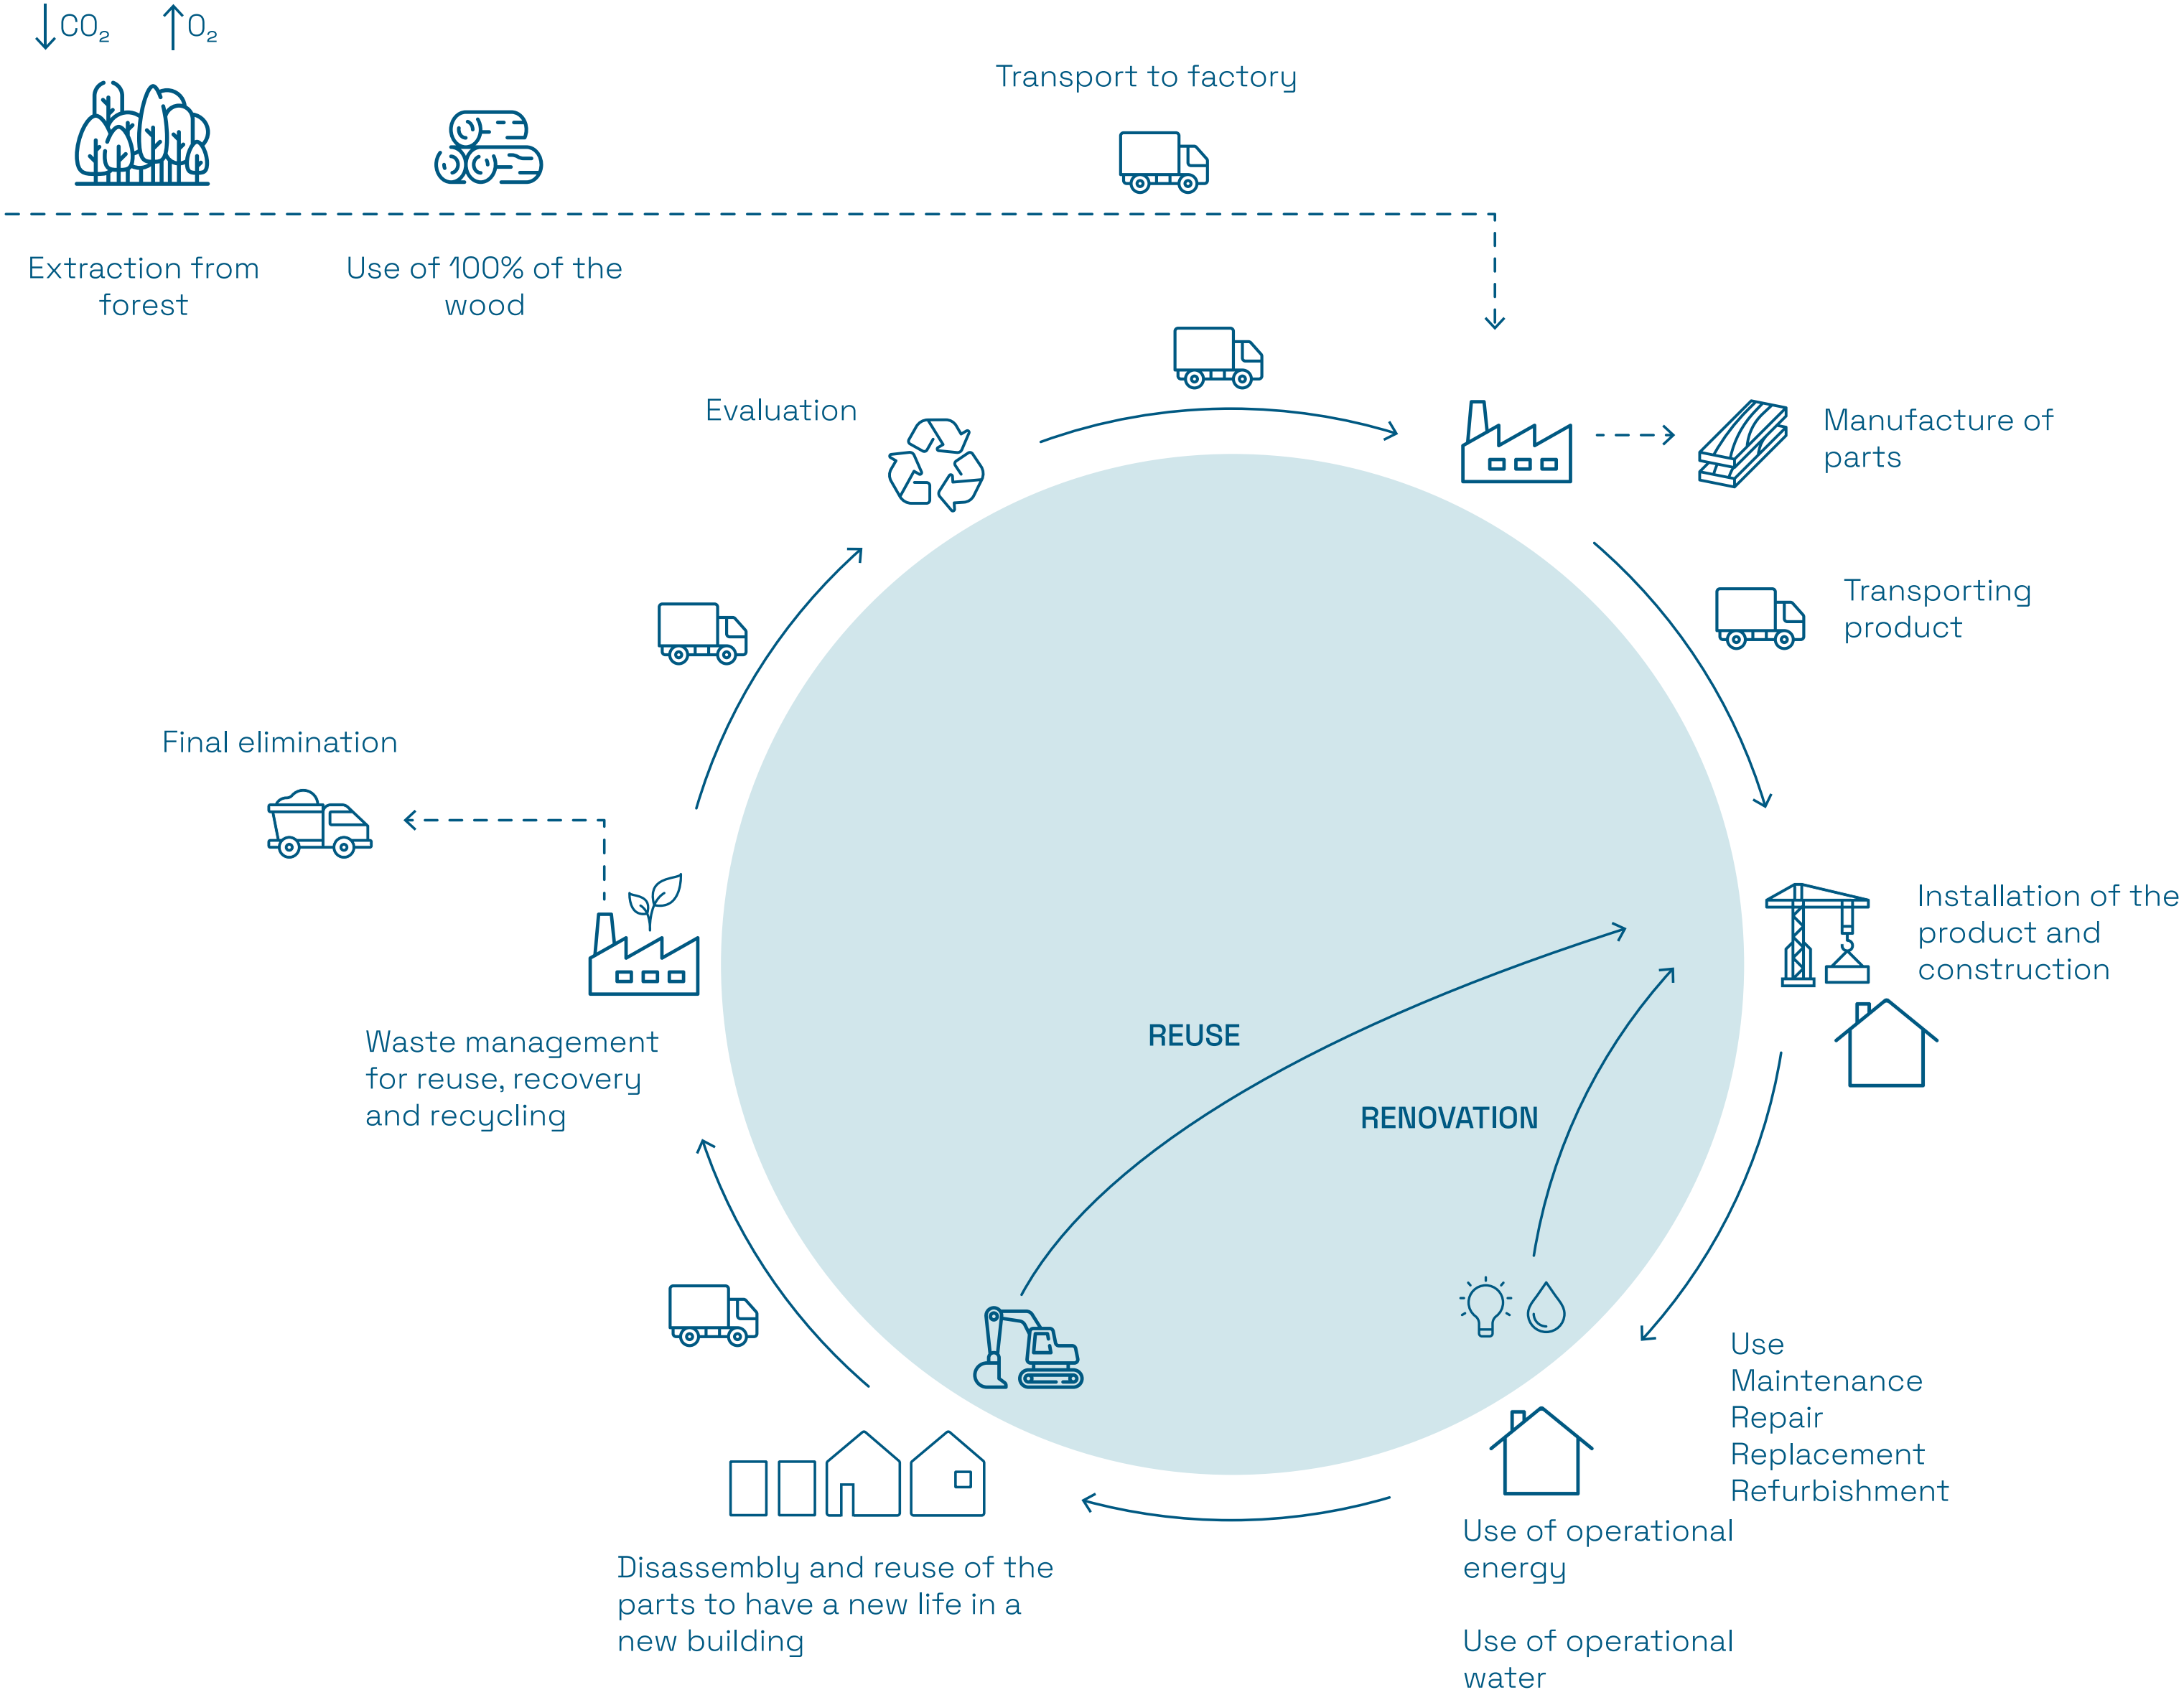 CO₂
O₂
Transport to factory
Extraction from
forest
Use of 100% of the
wood
Evaluation
Manufacture of
parts
Transporting
product
Final elimination
Installation of the
product and
construction
REUSE
Waste management
for reuse, recovery
and recycling
RENOVATION
Use
Maintenance
Repair
Replacement
Refurbishment
Use of operational
energy
Use of operational
water
Disassembly and reuse of the
parts to have a new life in a
new building